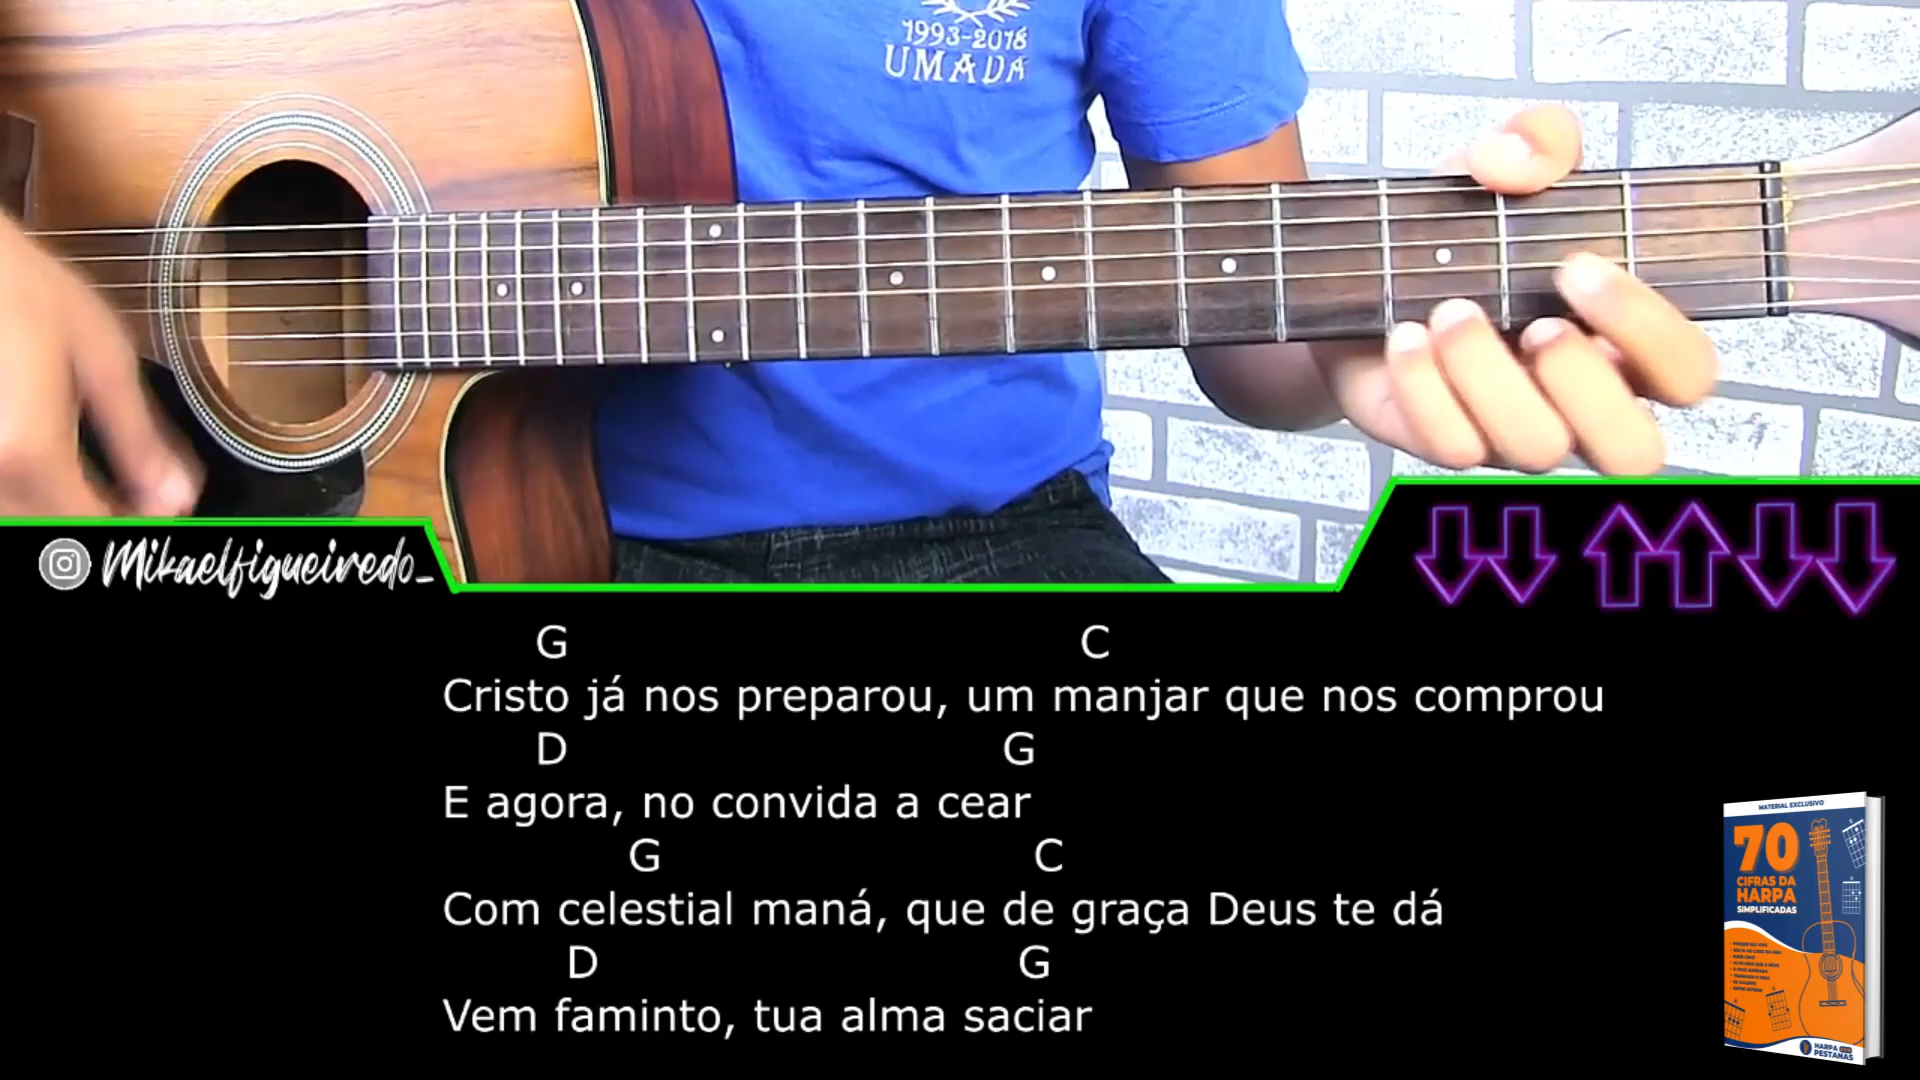 1993-2018
UMADA
Mikaelfigueiredo_
G C
Cristo já nos preparou, um manjar que nos comprou
D G
E agora, no convida a cear
G C
Com celestial maná, que de graça Deus te dá
D G
Vem faminto, tua alma saciar
MATERIAL EXCLUSIVO
70
CIFRAS DA
HARPA
SIMPLIFICADAS
HARPA SEM
PESTANAS